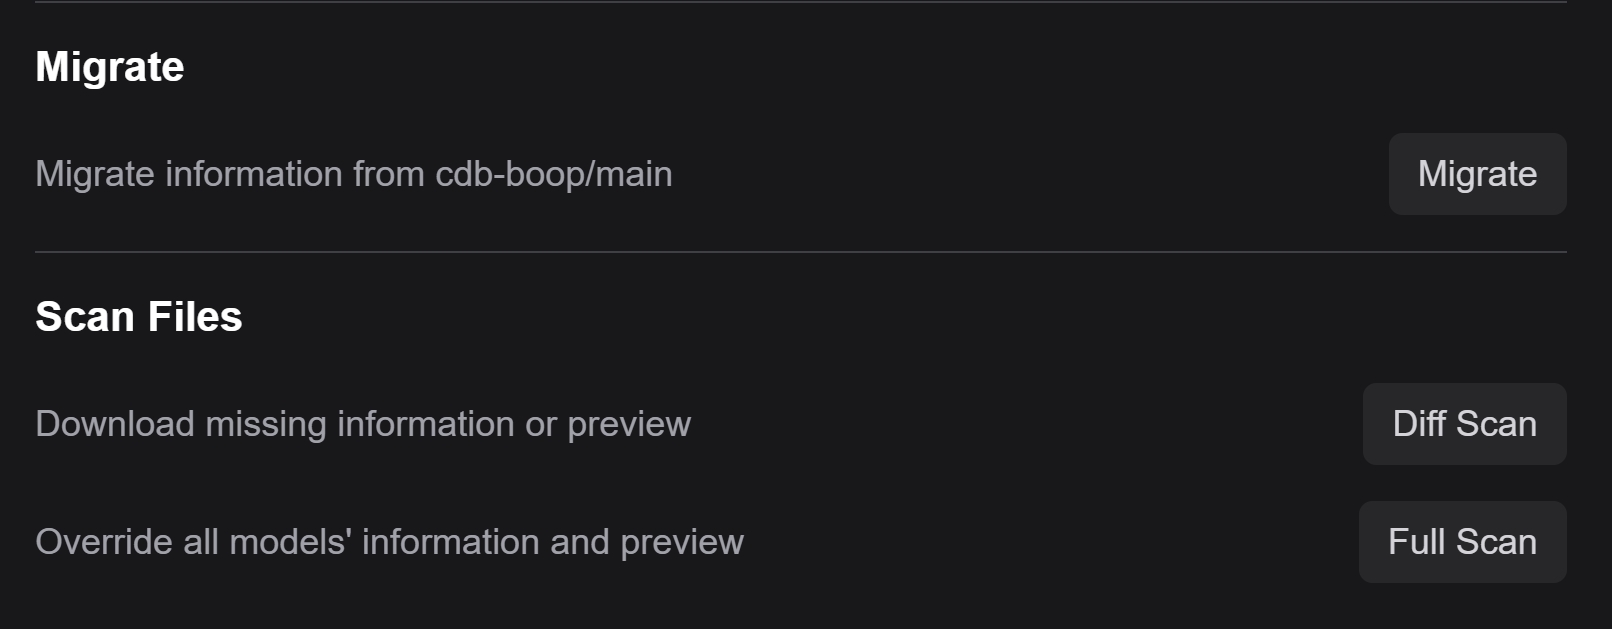 Migrate
Migrate information from cdb-boop/main
Migrate
Scan Files
Download missing information or preview
Diff Scan
Override all models' information and preview
Full Scan